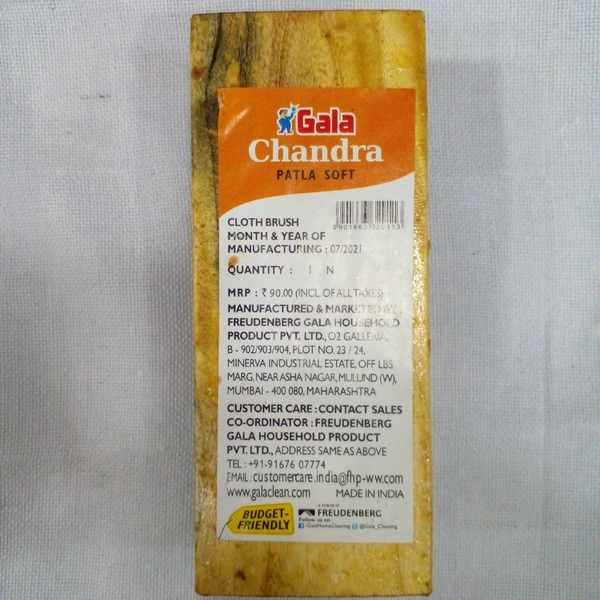 Gala
Chandra
PATLA SOFT
CLOTH BRUSH
MONTH & YEAR OF
MANUFACTURING : 07/2021
QUANTITY : 1 N
MRP : ₹ 90.00 (INCL. OF ALL TAXES)
MANUFACTURED & MARKETED BY :
FREUDENBERG GALA HOUSEHOLD
PRODUCT PVT. LTD., O2 GALLERIA,
B - 902/903/904, PLOT NO. 23 / 24,
MINERVA INDUSTRIAL ESTATE, OFF LBS
MARG, NEAR ASHA NAGAR, MULUND (W),
MUMBAI - 400 080, MAHARASHTRA
CUSTOMER CARE : CONTACT SALES
CO-ORDINATOR : FREUDENBERG
GALA HOUSEHOLD PRODUCT
PVT. LTD., ADDRESS SAME AS ABOVE
TEL : +91-91676 07774
EMAIL : customercare.india@fhp-ww.com
www.galaclean.com MADE IN INDIA
BUDGET-
FRIENDLY
a brand of
FREUDENBERG
Follow us on
/GalaHomeCleaning @Gala_Cleaning